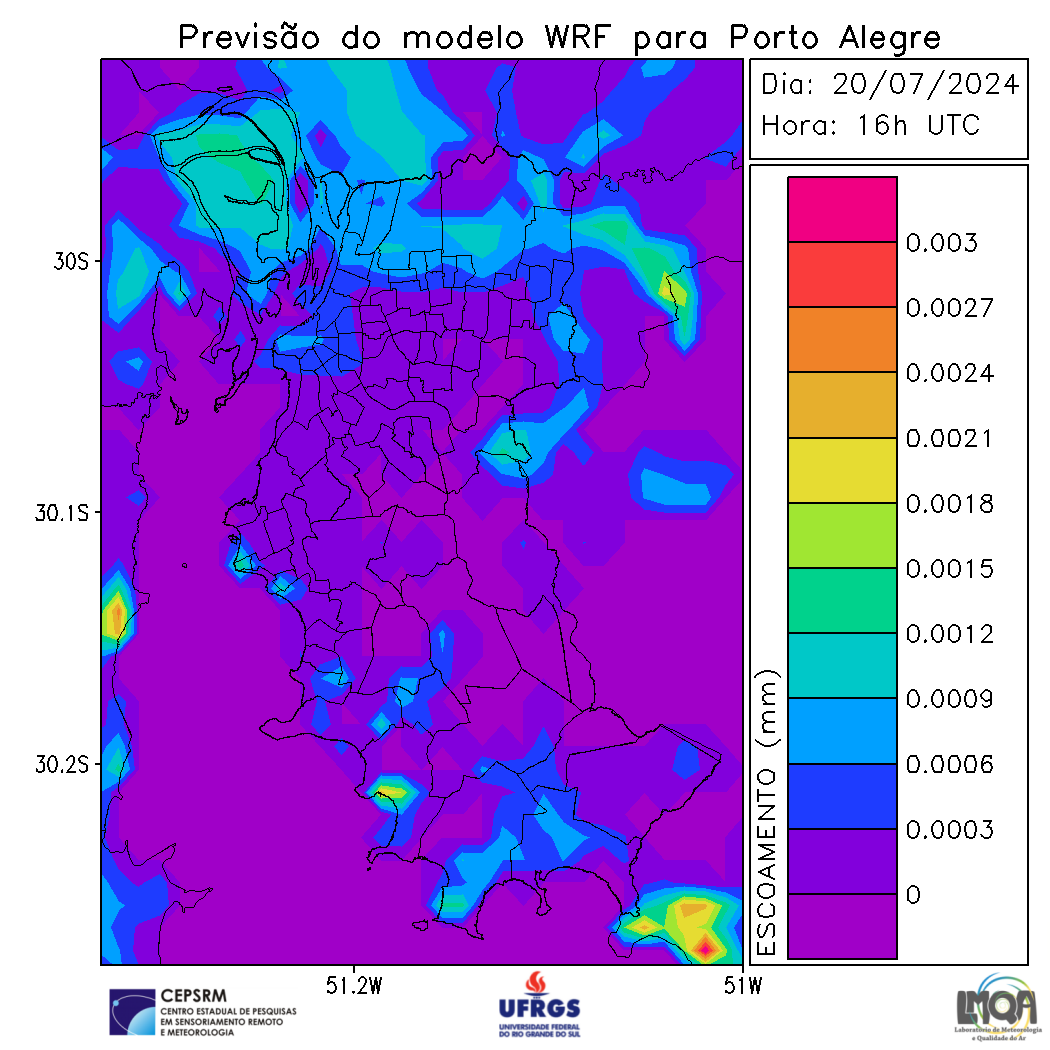 Previsão do modelo WRF para Porto Alegre
Dia: 20/07/2024
Hora: 16h UTC
30S
30.1S
30.2S
51.2W
51W
0.003
0.0027
0.0024
0.0021
0.0018
0.0015
0.0012
0.0009
0.0006
0.0003
0
ESCOAMENTO (mm)
CEPSRM
CENTRO ESTADUAL DE PESQUISAS
EM SENSORIAMENTO REMOTO
E METEOROLOGIA
UFRGS
UNIVERSIDADE FEDERAL
DO RIO GRANDE DO SUL
LMQA
Laboratório de Meteorologia
e Qualidade do Ar